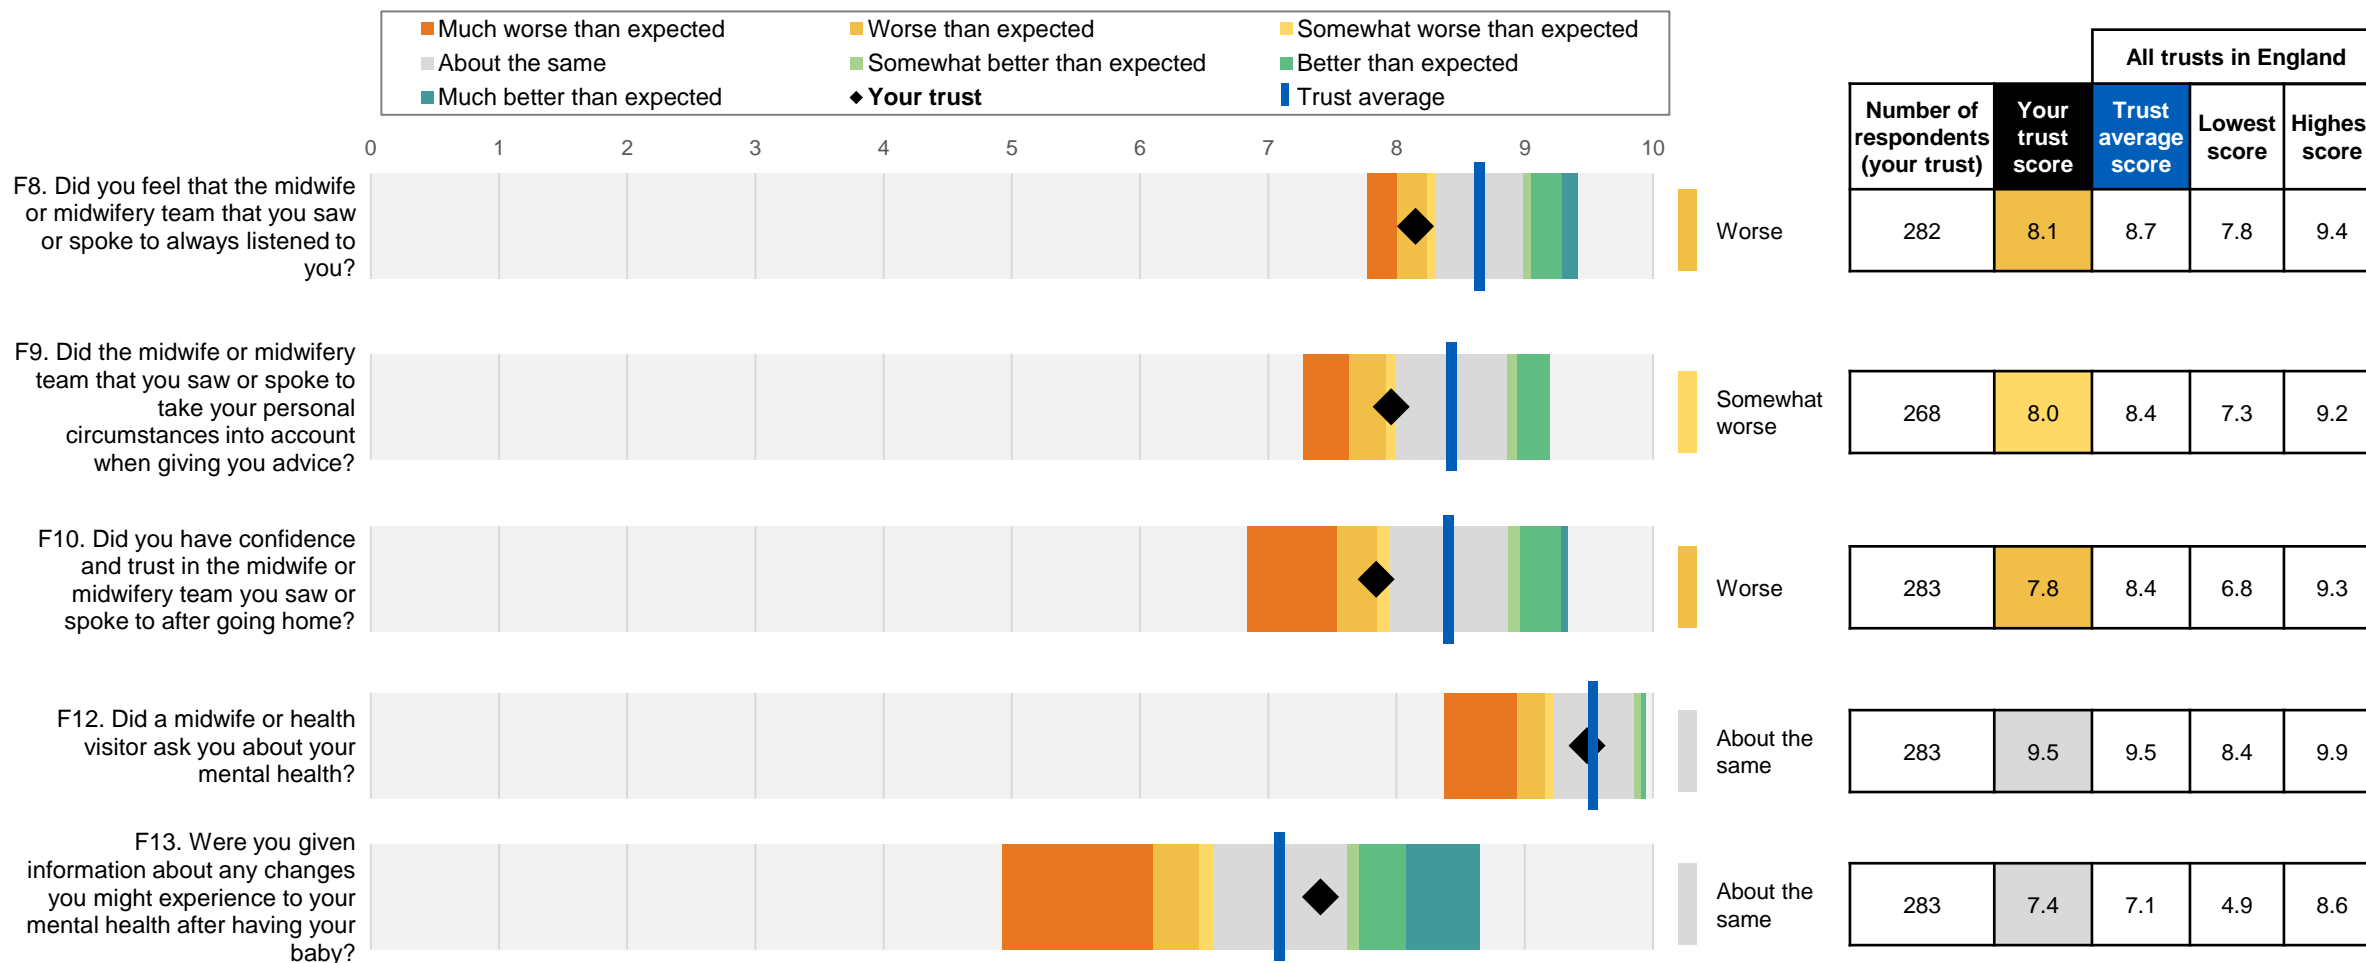 Much worse than expected
Worse than expected
Somewhat worse than expected
About the same
Somewhat better than expected
Better than expected
Much better than expected
Your trust
Trust average
All trusts in England
Number of respondents (your trust)
Your trust score
Trust average score
Lowest score
Highes score
0 1 2 3 4 5 6 7 8 9 10
F8. Did you feel that the midwife
or midwifery team that you saw
or spoke to always listened to
you?
Worse
282 8.1 8.7 7.8 9.4
F9. Did the midwife or midwifery
team that you saw or spoke to
take your personal
circumstances into account
when giving you advice?
Somewhat
worse
268 8.0 8.4 7.3 9.2
F10. Did you have confidence
and trust in the midwife or
midwifery team you saw or
spoke to after going home?
Worse
283 7.8 8.4 6.8 9.3
F12. Did a midwife or health
visitor ask you about your
mental health?
About the
same
283 9.5 9.5 8.4 9.9
F13. Were you given
information about any changes
you might experience to your
mental health after having your
baby?
About the
same
283 7.4 7.1 4.9 8.6